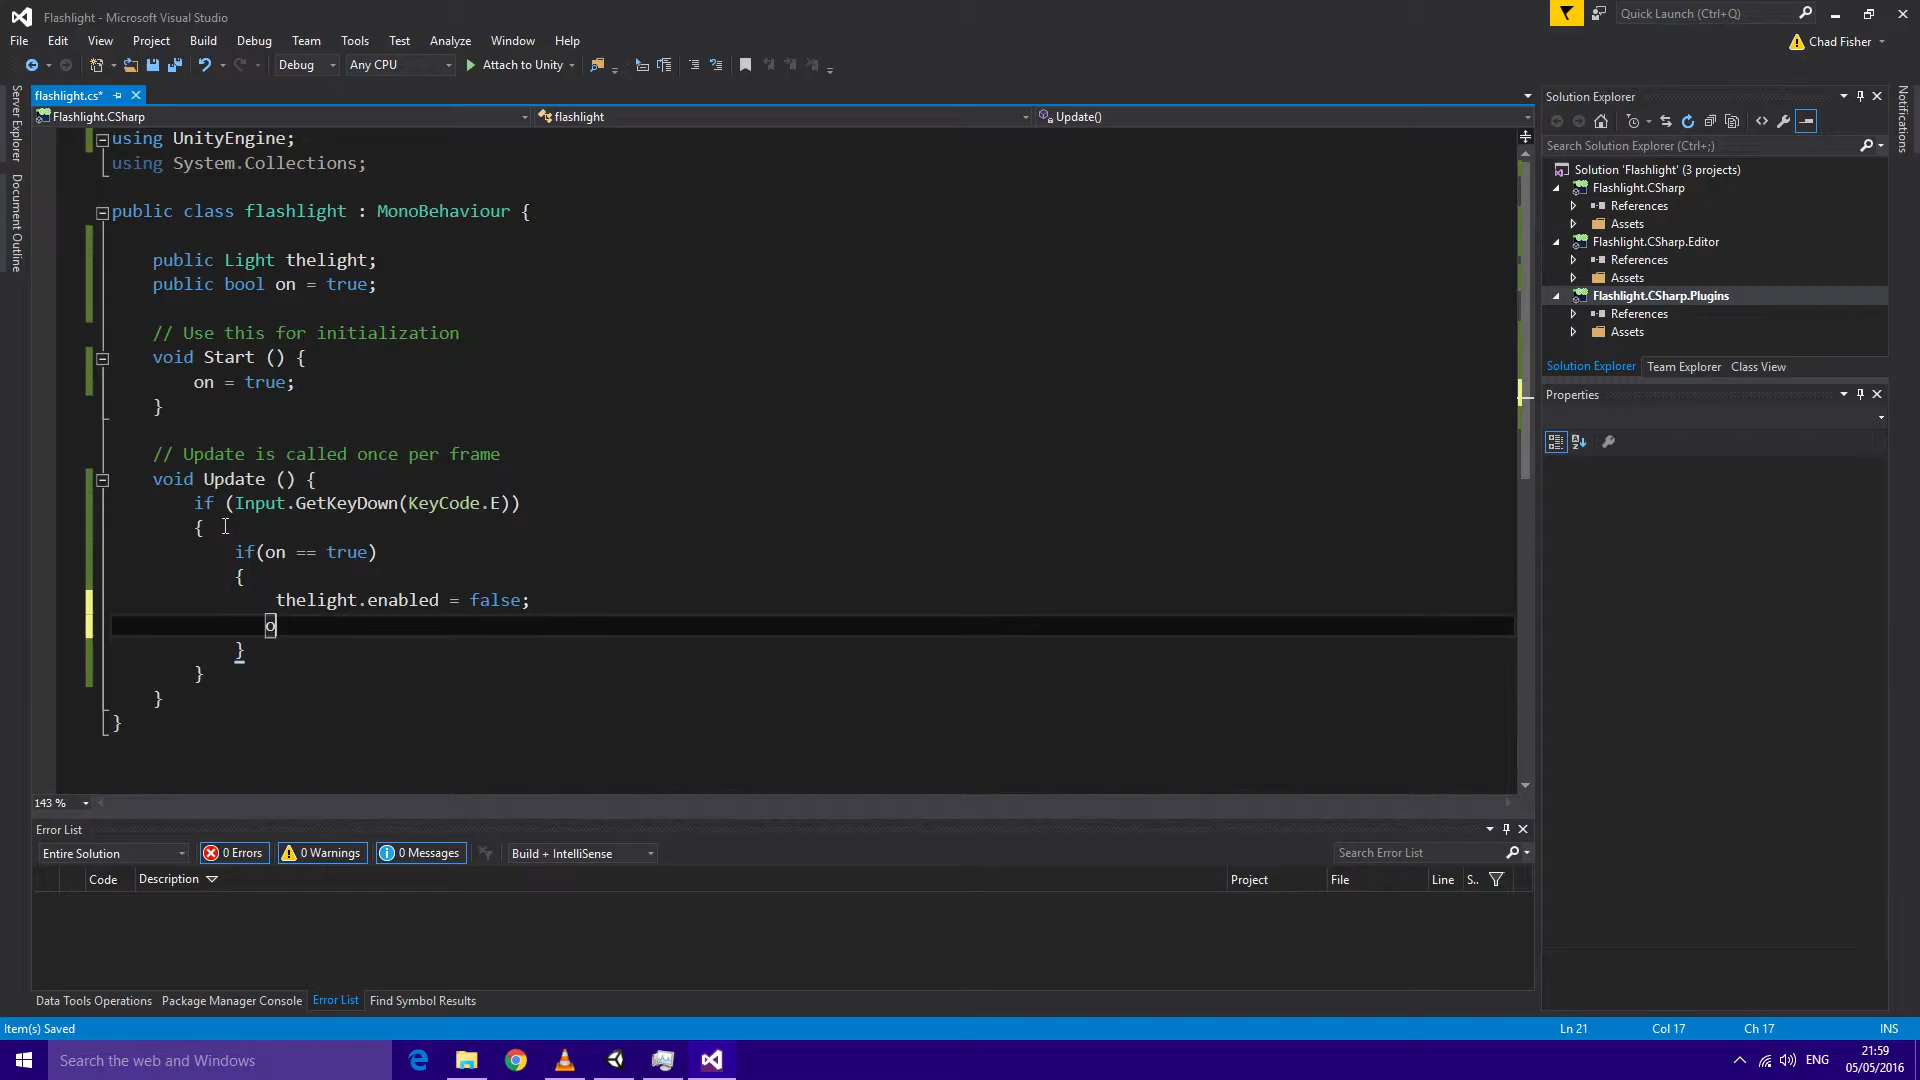 Flashlight - Microsoft Visual Studio
Quick Launch (Ctrl+Q)
File Edit View Project Build Debug Team Tools Test Analyze Window Help
Chad Fisher
Debug Any CPU Attach to Unity
flashlight.cs*
Flashlight.CSharp flashlight Update()
Server Explorer
Document Outline
using UnityEngine;
using System.Collections;
public class flashlight : MonoBehaviour {
public Light thelight;
public bool on = true;
// Use this for initialization
void Start () {
on = true;
}
// Update is called once per frame
void Update () {
if (Input.GetKeyDown(KeyCode.E))
{
if(on == true)
{
thelight.enabled = false;
o
}
}
}
}
143 %
Solution Explorer
Search Solution Explorer (Ctrl+;)
Solution 'Flashlight' (3 projects)
Flashlight.CSharp
References
Assets
Flashlight.CSharp.Editor
References
Assets
Flashlight.CSharp.Plugins
References
Assets
Solution Explorer Team Explorer Class View
Properties
Notifications
Error List
Entire Solution 0 Errors 0 Warnings 0 Messages Build + IntelliSense Search Error List
Code Description Project File Line S..
Data Tools Operations Package Manager Console Error List Find Symbol Results
Item(s) Saved Ln 21 Col 17 Ch 17 INS
Search the web and Windows
ENG
21:59
05/05/2016